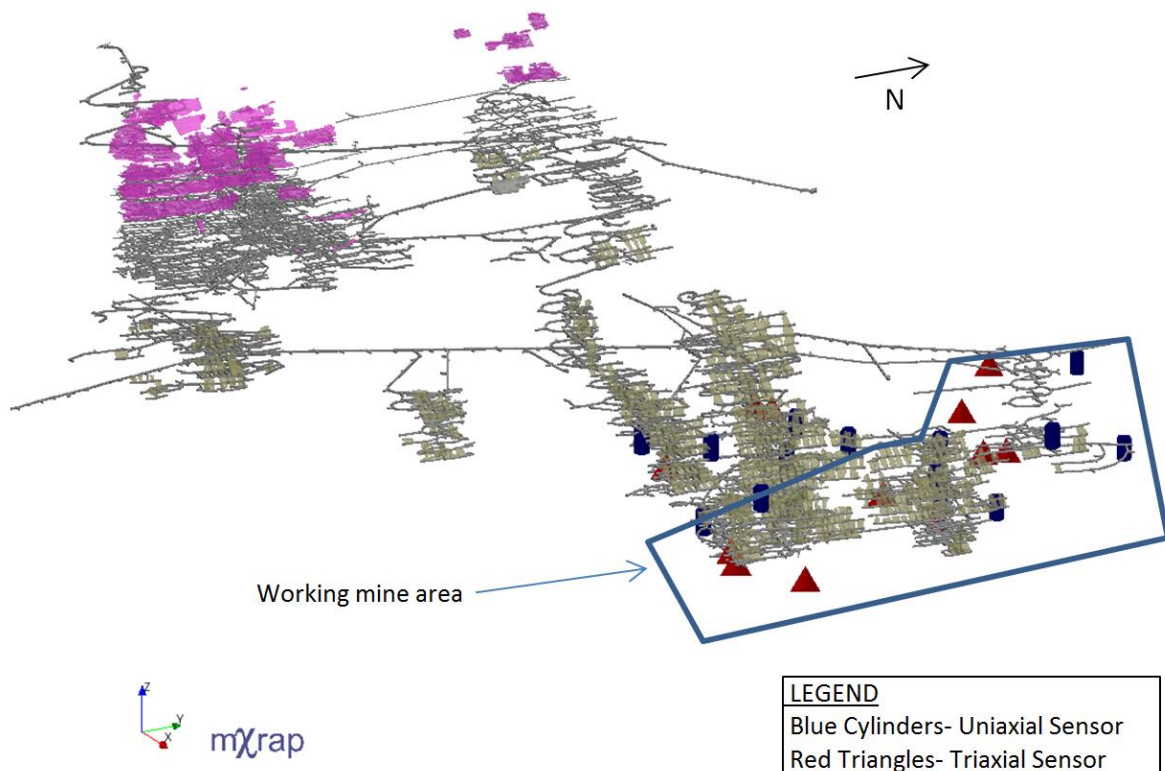 N
Working mine area
Z
Y
X
mXrap
LEGEND
Blue Cylinders- Uniaxial Sensor
Red Triangles- Triaxial Sensor